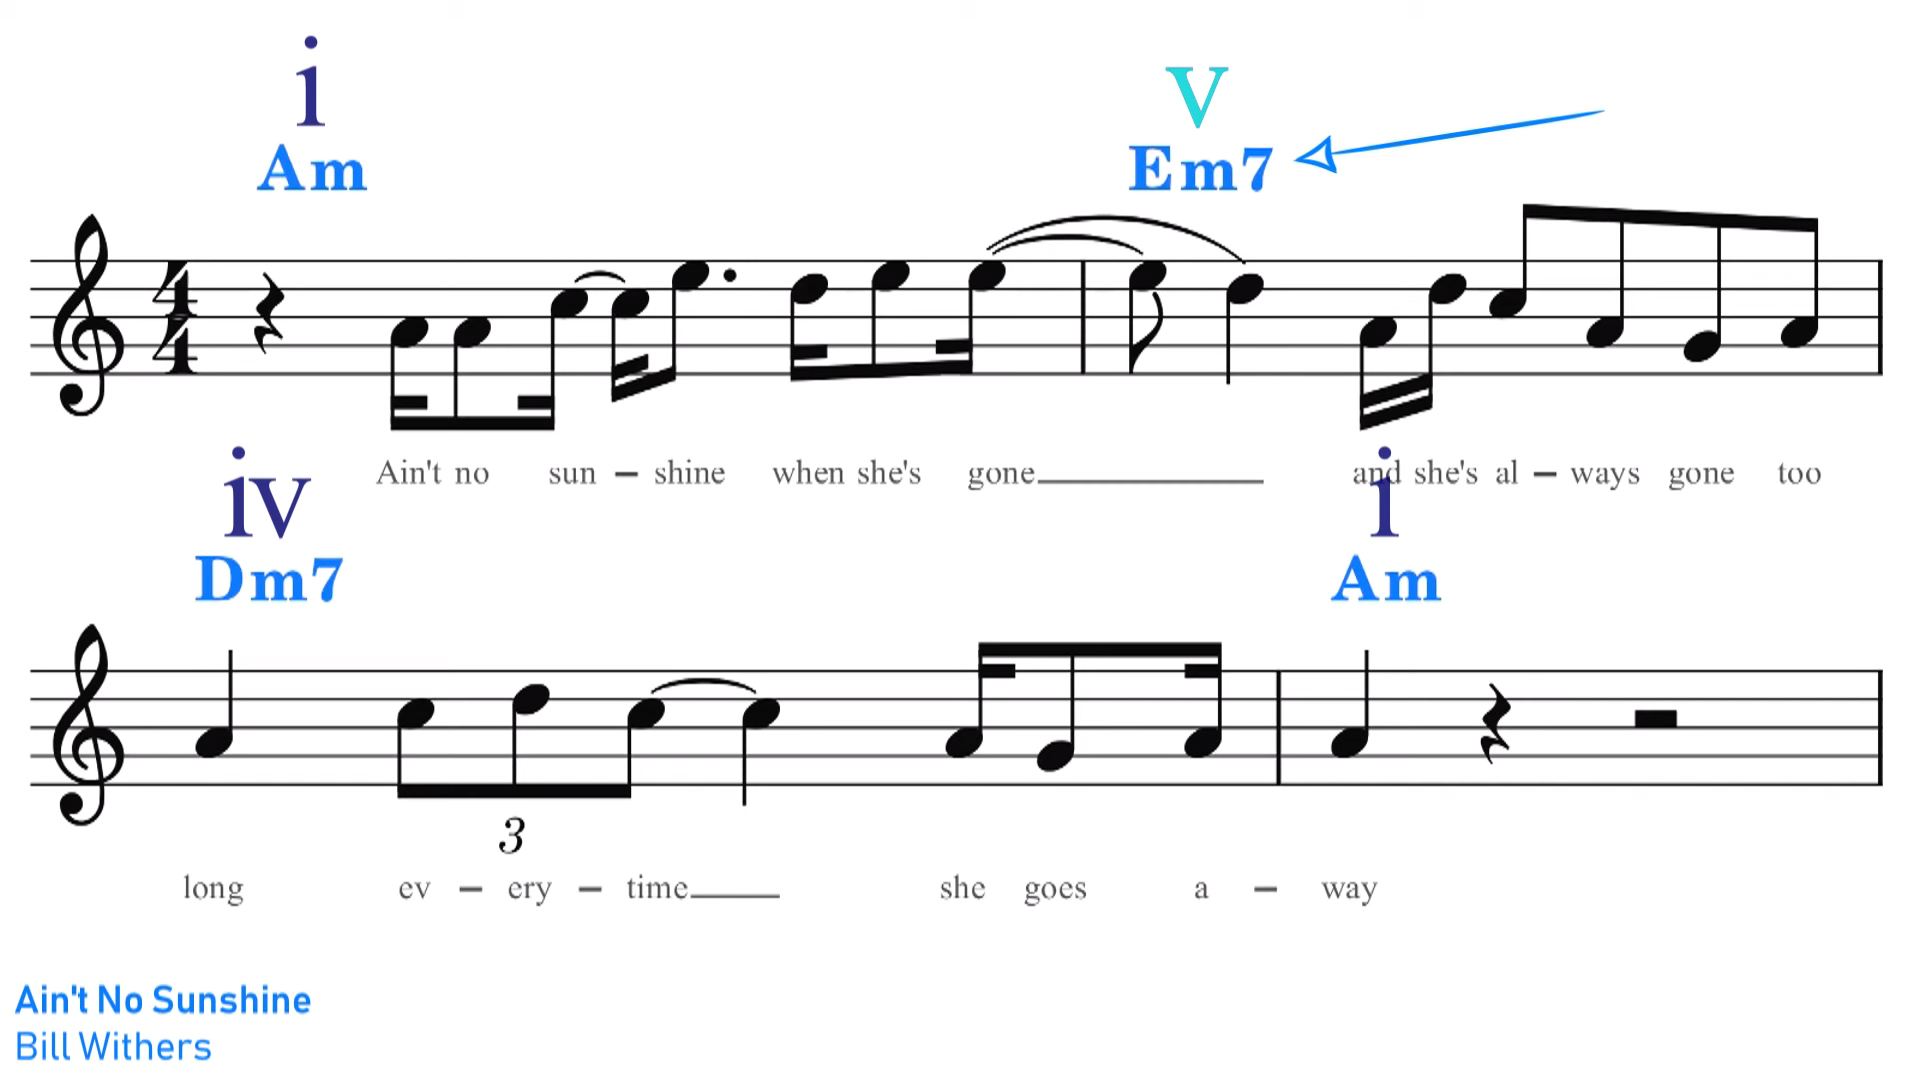 i v
Am Em7
4
4
Ain't no sun – shine when she's gone and she's al – ways gone too
iv i
Dm7 Am
3
long ev – ery – time she goes a – way
Ain't No Sunshine
Bill Withers